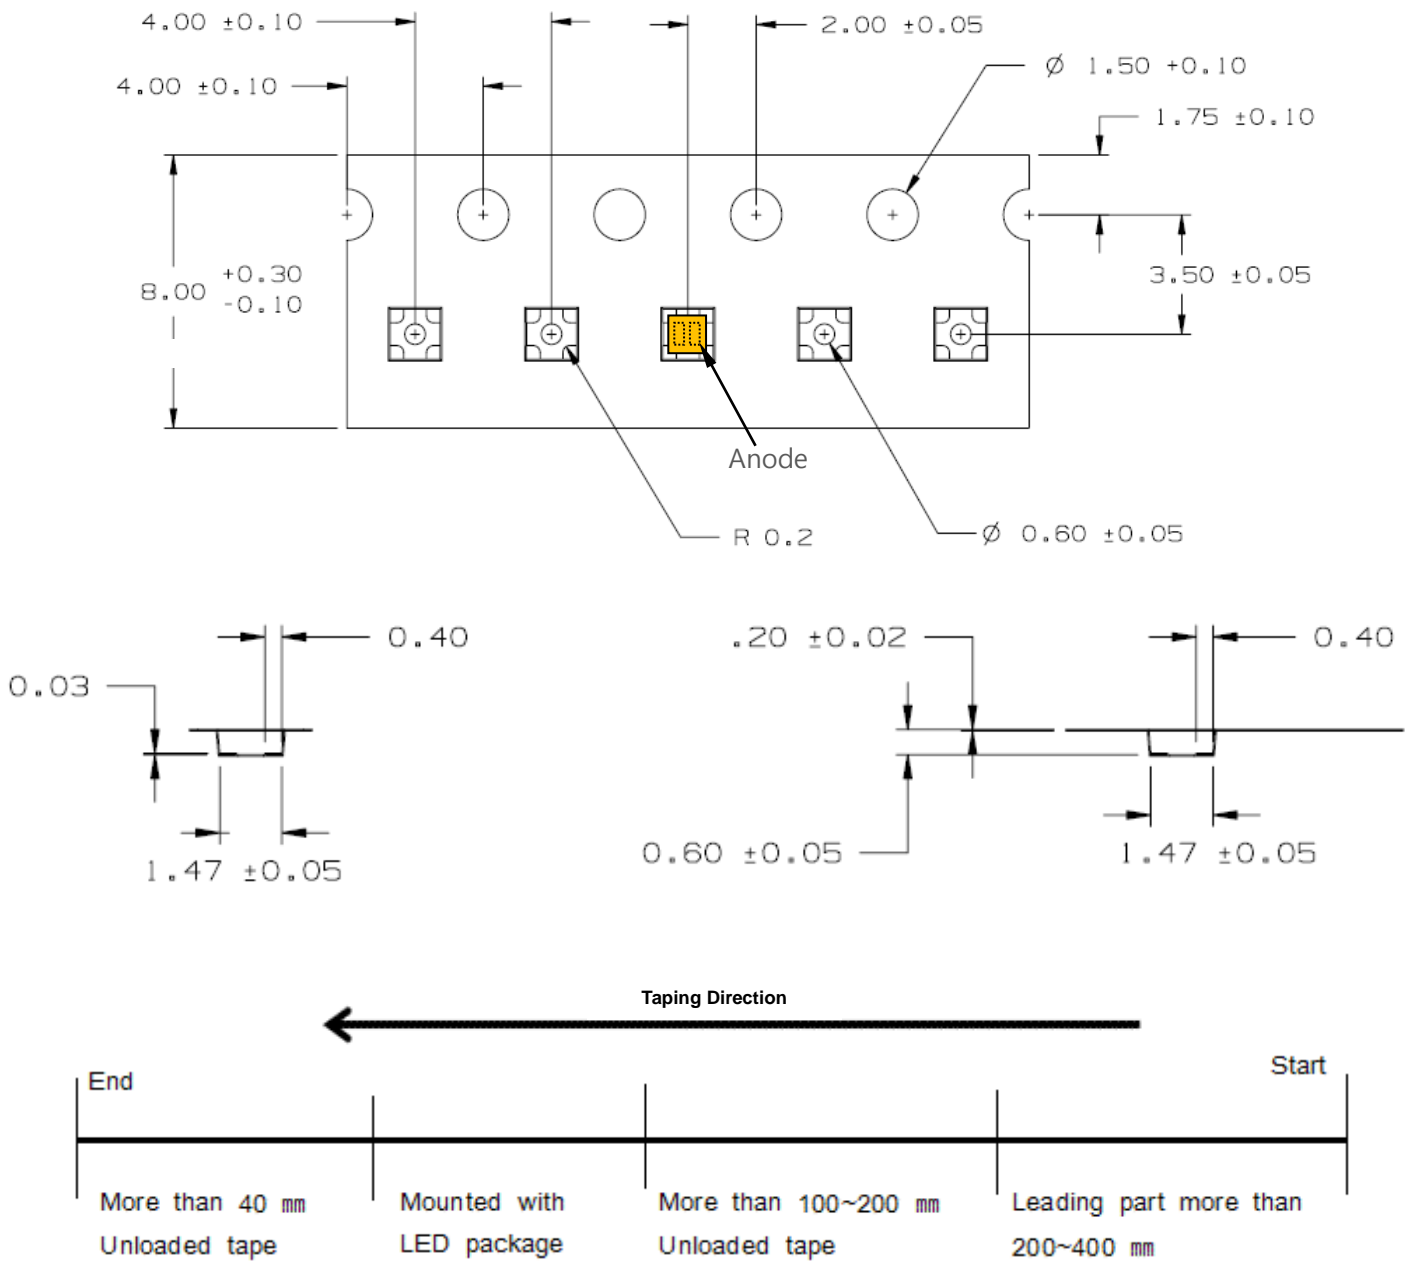 4.00 ±0.10
2.00 ±0.05
Ø 1.50 +0.10
4.00 ±0.10
1.75 ±0.10
8.00 +0.30
-0.10
3.50 ±0.05
Anode
R 0.2
Ø 0.60 ±0.05
0.40
.20 ±0.02
0.40
0.03
0.60 ±0.05
1.47 ±0.05
1.47 ±0.05
Taping Direction
Start
End
More than 40 ㎜
Unloaded tape
Mounted with
LED package
More than 100~200 ㎜
Unloaded tape
Leading part more than
200~400 ㎜